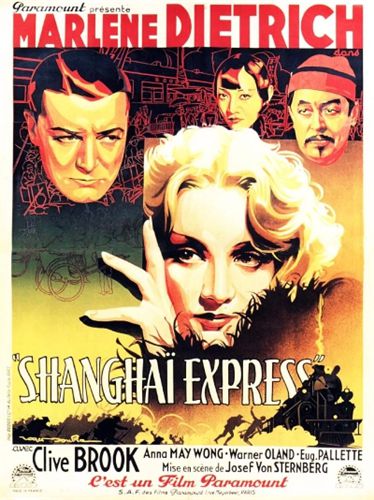 Paramount présente
MARLENE DIETRICH
dans
"SHANGHAÏ EXPRESS"
avec
Clive BROOK
Anna MAY WONG · Warner OLAND · Eug. PALLETTE
Mise en scène de Josef Von STERNBERG
C'est un Film Paramount
S.A.F. des Films Paramount
PARIS